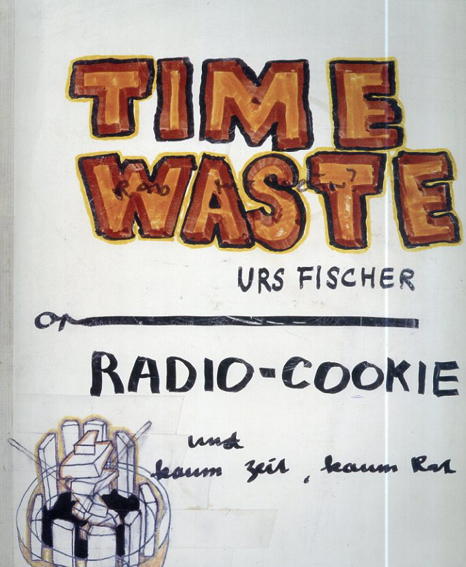 TIME
WASTE
URS FISCHER
RADIO-COOKIE
und
kaum Zeit, kaum Rat